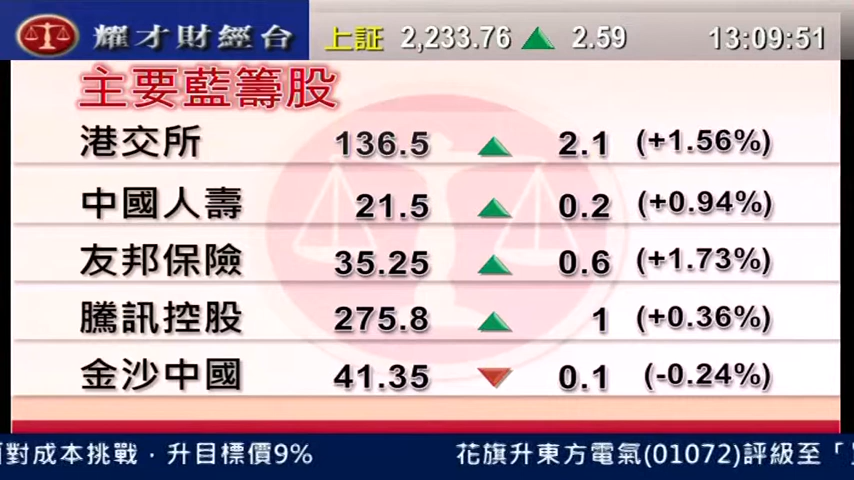 耀才財經台 上証 2,233.76 ▲ 2.59 13:09:51
主要藍籌股
港交所 136.5 ▲ 2.1 (+1.56%)
中國人壽 21.5 ▲ 0.2 (+0.94%)
友邦保險 35.25 ▲ 0.6 (+1.73%)
騰訊控股 275.8 ▲ 1 (+0.36%)
金沙中國 41.35 ▼ 0.1 (-0.24%)
對成本挑戰．升目標價9% 花旗升東方電氣(01072)評級至「